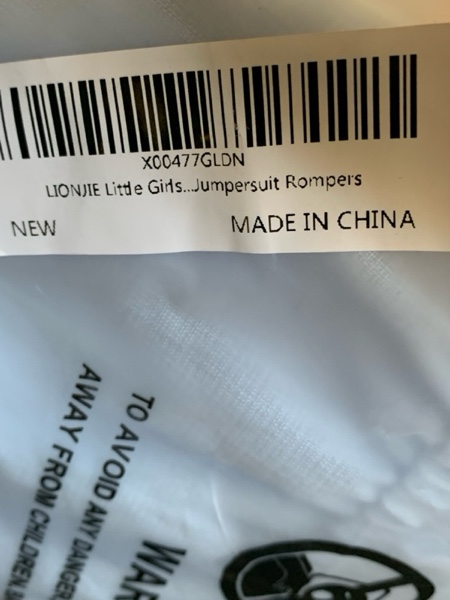 X00477GLDN
LIONJIE Little Girls...Jumpersuit Rompers
NEW
MADE IN CHINA
TO AVOID ANY DANGER
AWAY FROM CHILDREN